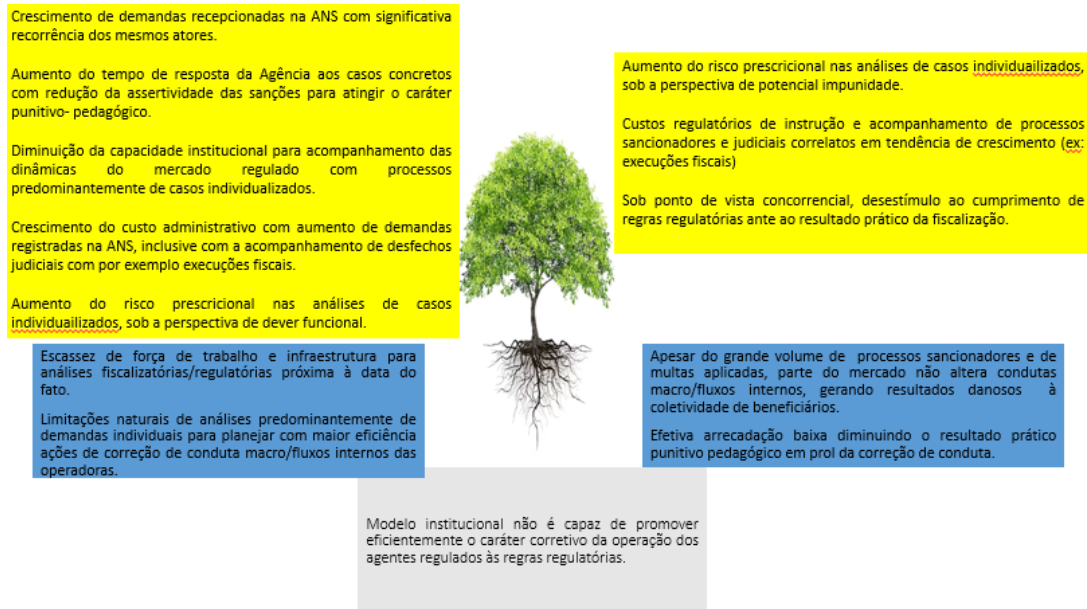 Crescimento de demandas recepcionadas na ANS com significativa
recorrência dos mesmos atores.
Aumento do tempo de resposta da Agência aos casos concretos
com redução da assertividade das sanções para atingir o caráter
punitivo- pedagógico.
Diminuição da capacidade institucional para acompanhamento das
dinâmicas do mercado regulado com processos
predominantemente de casos individualizados.
Crescimento do custo administrativo com aumento de demandas
registradas na ANS, inclusive com a acompanhamento de desfechos
judiciais com por exemplo execuções fiscais.
Aumento do risco prescricional nas análises de casos
individuailizados, sob a perspectiva de dever funcional.
Aumento do risco prescricional nas análises de casos individuailizados,
sob a perspectiva de potencial impunidade.
Custos regulatórios de instrução e acompanhamento de processos
sancionadores e judiciais correlatos em tendência de crescimento (ex:
execuções fiscais)
Sob ponto de vista concorrencial, desestímulo ao cumprimento de
regras regulatórias ante ao resultado prático da fiscalização.
Escassez de força de trabalho e infraestrutura para
análises fiscalizatórias/regulatórias próxima à data do
fato.
Limitações naturais de análises predominantemente de
demandas individuais para planejar com maior eficiência
ações de correção de conduta macro/fluxos internos das
operadoras.
Apesar do grande volume de processos sancionadores e de
multas aplicadas, parte do mercado não altera condutas
macro/fluxos internos, gerando resultados danosos à
coletividade de beneficiários.
Efetiva arrecadação baixa diminuindo o resultado prático
punitivo pedagógico em prol da correção de conduta.
Modelo institucional não é capaz de promover
eficientemente o caráter corretivo da operação dos
agentes regulados às regras regulatórias.